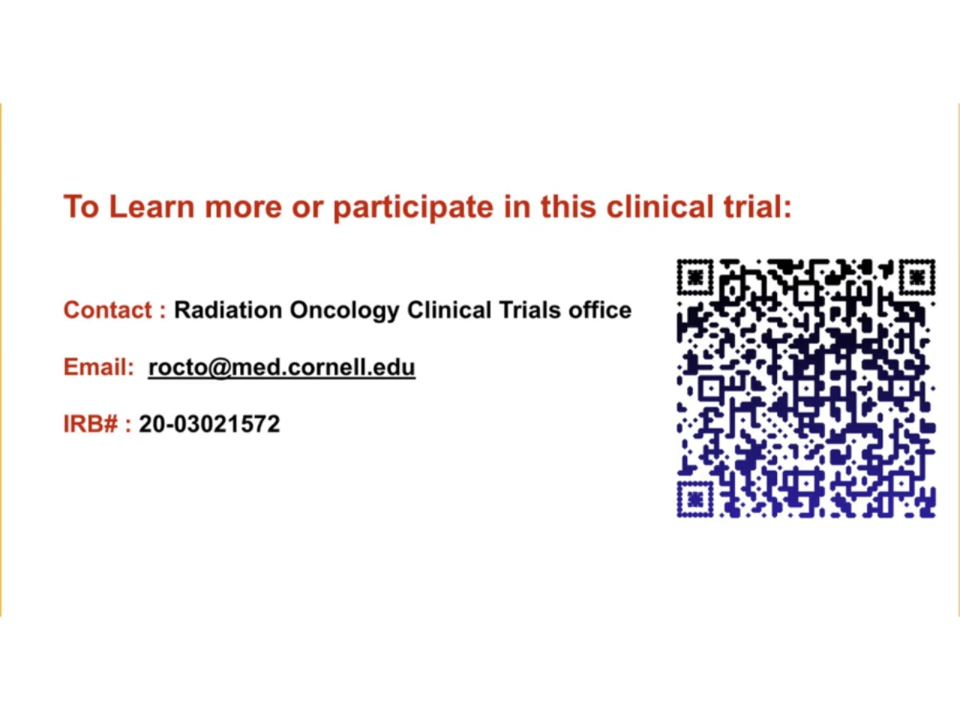 To Learn more or participate in this clinical trial:
Contact : Radiation Oncology Clinical Trials office
Email: rocto@med.cornell.edu
IRB# : 20-03021572